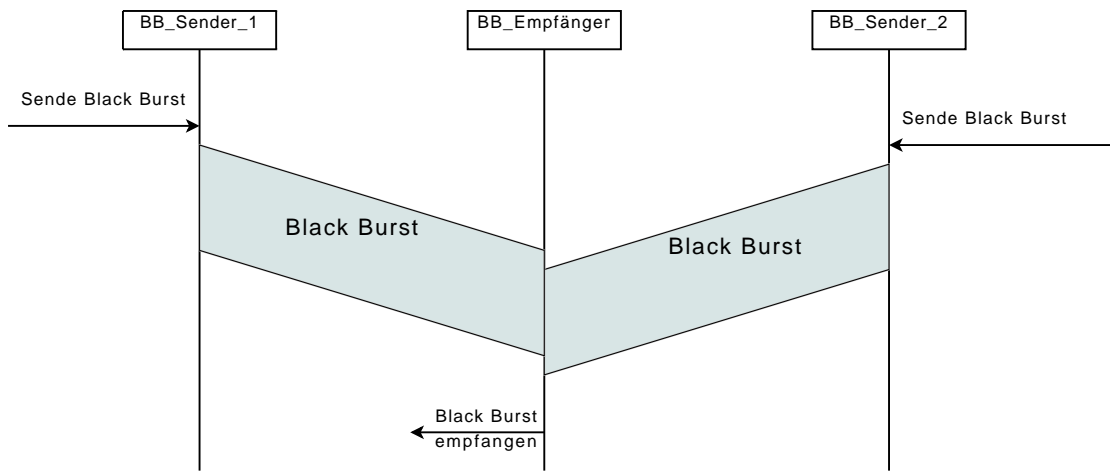 BB_Sender_1
BB_Empfänger
BB_Sender_2
Sende Black Burst
Sende Black Burst
Black Burst
Black Burst
Black Burst
empfangen